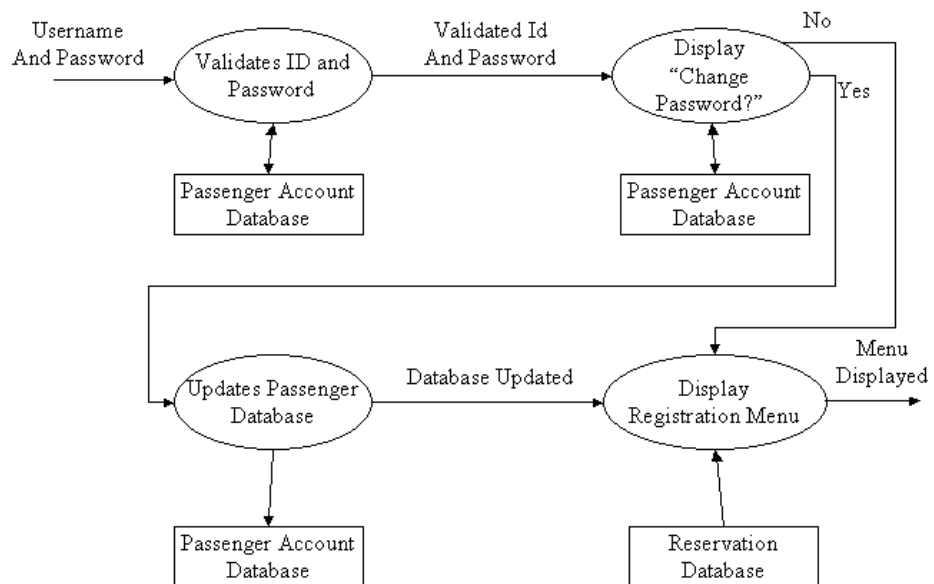 Username
And Password
Validates ID and
Password
Validated Id
And Password
Display
“Change
Password?”
No
Yes
Passenger Account
Database
Passenger Account
Database
Updates Passenger
Database
Database Updated
Display
Registration Menu
Menu
Displayed
Passenger Account
Database
Reservation
Database